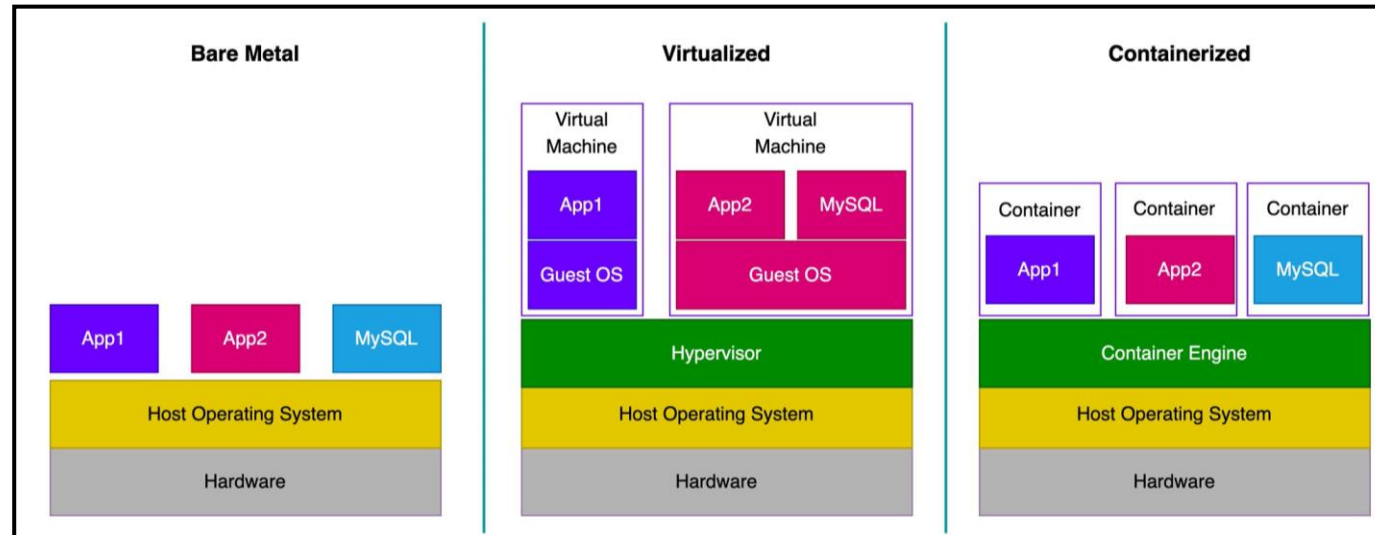 Bare Metal
App1
App2
MySQL
Host Operating System
Hardware
Virtualized
Virtual
Machine
App1
Guest OS
Virtual
Machine
App2
MySQL
Guest OS
Hypervisor
Host Operating System
Hardware
Containerized
Container
App1
Container
App2
Container
MySQL
Container Engine
Host Operating System
Hardware